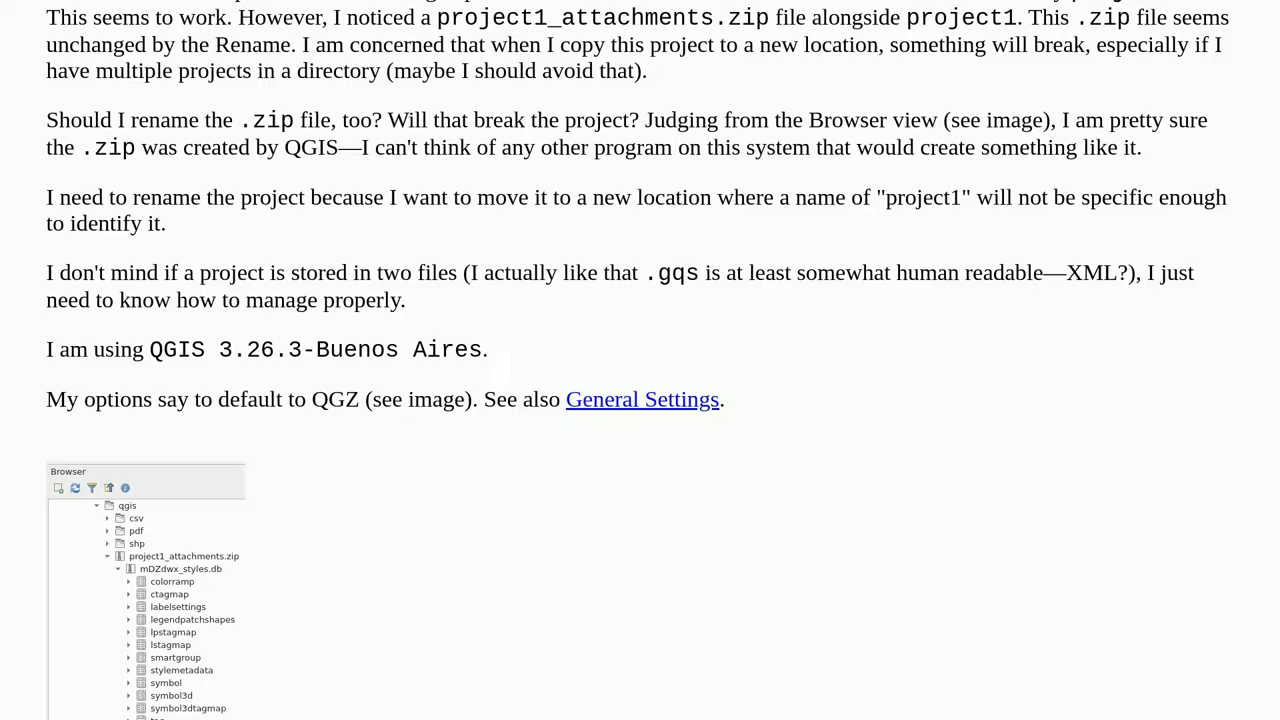 This seems to work. However, I noticed a project1_attachments.zip file alongside project1. This .zip file seems
unchanged by the Rename. I am concerned that when I copy this project to a new location, something will break, especially if I
have multiple projects in a directory (maybe I should avoid that).
Should I rename the .zip file, too? Will that break the project? Judging from the Browser view (see image), I am pretty sure
the .zip was created by QGIS—I can't think of any other program on this system that would create something like it.
I need to rename the project because I want to move it to a new location where a name of "project1" will not be specific enough
to identify it.
I don't mind if a project is stored in two files (I actually like that .gqs is at least somewhat human readable—XML?), I just
need to know how to manage properly.
I am using QGIS 3.26.3-Buenos Aires.
My options say to default to QGZ (see image). See also General Settings.
Browser
qgis
csv
pdf
shp
project1_attachments.zip
mDZdwx_styles.db
colorramp
ctagmap
labelsettings
legendpatchshapes
lpstagmap
lstagmap
smartgroup
stylemetadata
symbol
symbol3d
symbol3dtagmap